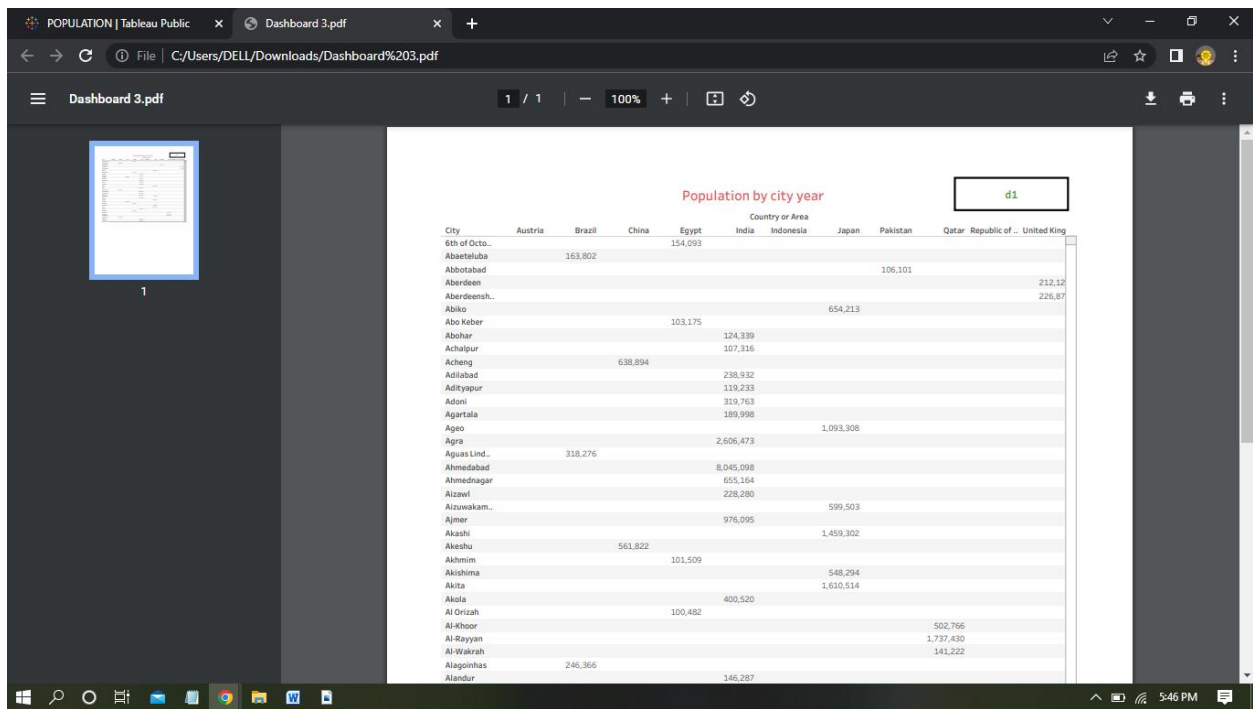 POPULATION | Tableau Public
Dashboard 3.pdf
File | C:/Users/DELL/Downloads/Dashboard%203.pdf
Dashboard 3.pdf
1 / 1
100%
1
Population by city year
d1
Country or Area
City Austria Brazil China Egypt India Indonesia Japan Pakistan Qatar Republic of .. United King
6th of Octo.. 154,093
Abaeteluba 163,802
Abbotabad 106,101
Aberdeen 212,12
Aberdeensh.. 226,87
Abiko 654,213
Abo Keber 103,175
Abohar 124,339
Achalpur 107,316
Acheng 638,894
Adilabad 238,932
Adityapur 119,233
Adoni 319,763
Agartala 189,998
Ageo 1,093,308
Agra 2,606,473
Aguas Lind.. 318,276
Ahmedabad 8,045,098
Ahmednagar 655,164
Aizawl 228,280
Aizuwakam.. 599,503
Ajmer 976,095
Akashi 1,459,302
Akeshu 561,822
Akhmim 101,509
Akishima 548,294
Akita 1,610,514
Akola 400,520
Al Orizah 100,482
Al-Khoor 502,766
Al-Rayyan 1,737,430
Al-Wakrah 141,222
Alagoinhas 246,366
Alandur 146,287
5:46 PM